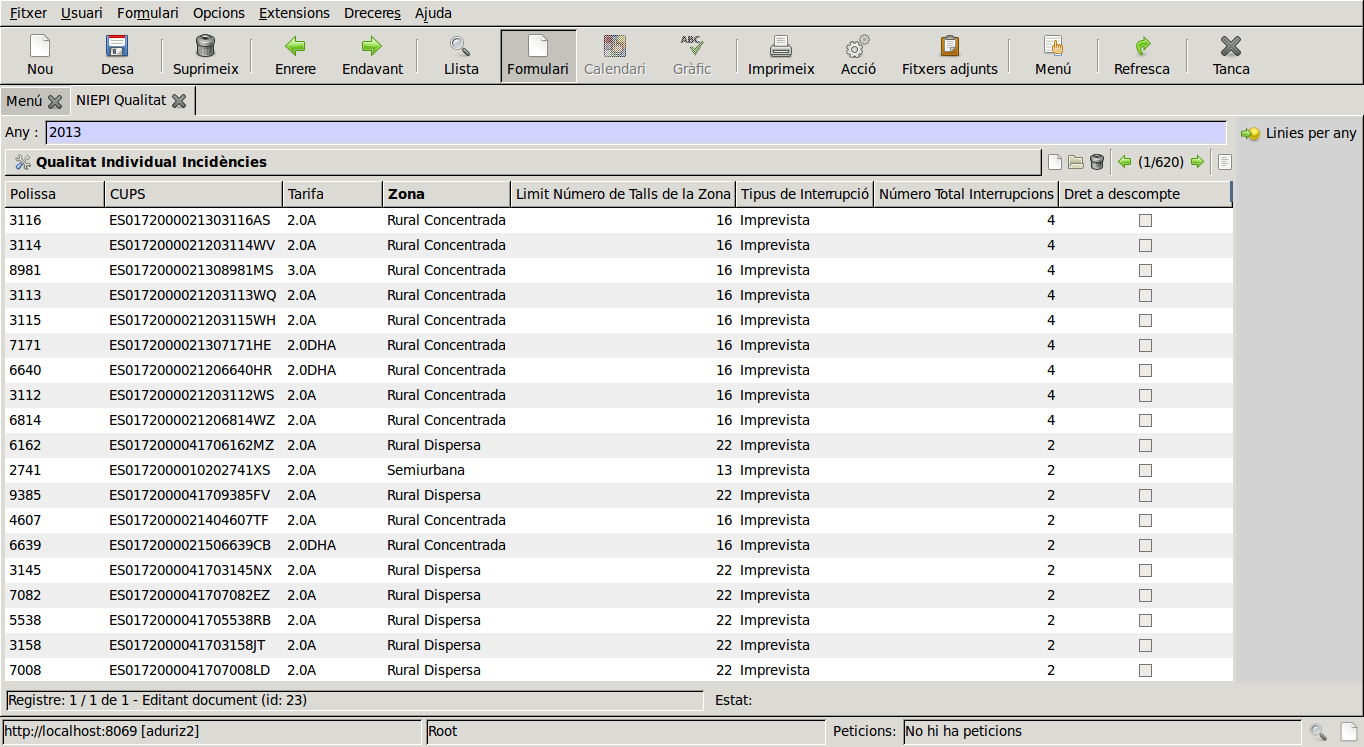 Fitxer Usuari Formulari Opcions Extensions Dreceres Ajuda
Nou Desa Suprimeix Enrere Endavant Llista Formulari Calendari Gràfic Imprimeix Acció Fitxers adjunts Menú Refresca Tanca
Menú NIEPI Qualitat
Any : 2013 Linies per any
Qualitat Individual Incidències (1/620)
Polissa CUPS Tarifa Zona Limit Número de Talls de la Zona Tipus de Interrupció Número Total Interrupcions Dret a descompte
3116 ES0172000021303116AS 2.0A Rural Concentrada 16 Imprevista 4
3114 ES0172000021203114WV 2.0A Rural Concentrada 16 Imprevista 4
8981 ES0172000021308981MS 3.0A Rural Concentrada 16 Imprevista 4
3113 ES0172000021203113WQ 2.0A Rural Concentrada 16 Imprevista 4
3115 ES0172000021203115WH 2.0A Rural Concentrada 16 Imprevista 4
7171 ES0172000021307171HE 2.0DHA Rural Concentrada 16 Imprevista 4
6640 ES0172000021206640HR 2.0DHA Rural Concentrada 16 Imprevista 4
3112 ES0172000021203112WS 2.0A Rural Concentrada 16 Imprevista 4
6814 ES0172000021206814WZ 2.0A Rural Concentrada 16 Imprevista 4
6162 ES0172000041706162MZ 2.0A Rural Dispersa 22 Imprevista 2
2741 ES0172000010202741XS 2.0A Semiurbana 13 Imprevista 2
9385 ES0172000041709385FV 2.0A Rural Dispersa 22 Imprevista 2
4607 ES0172000021404607TF 2.0A Rural Concentrada 16 Imprevista 2
6639 ES0172000021506639CB 2.0DHA Rural Concentrada 16 Imprevista 2
3145 ES0172000041703145NX 2.0A Rural Dispersa 22 Imprevista 2
7082 ES0172000041707082EZ 2.0A Rural Dispersa 22 Imprevista 2
5538 ES0172000041705538RB 2.0A Rural Dispersa 22 Imprevista 2
3158 ES0172000041703158JT 2.0A Rural Dispersa 22 Imprevista 2
7008 ES0172000041707008LD 2.0A Rural Dispersa 22 Imprevista 2
Registre: 1 / 1 de 1 - Editant document (id: 23) Estat:
http://localhost:8069 [aduriz2] Root Peticions: No hi ha peticions